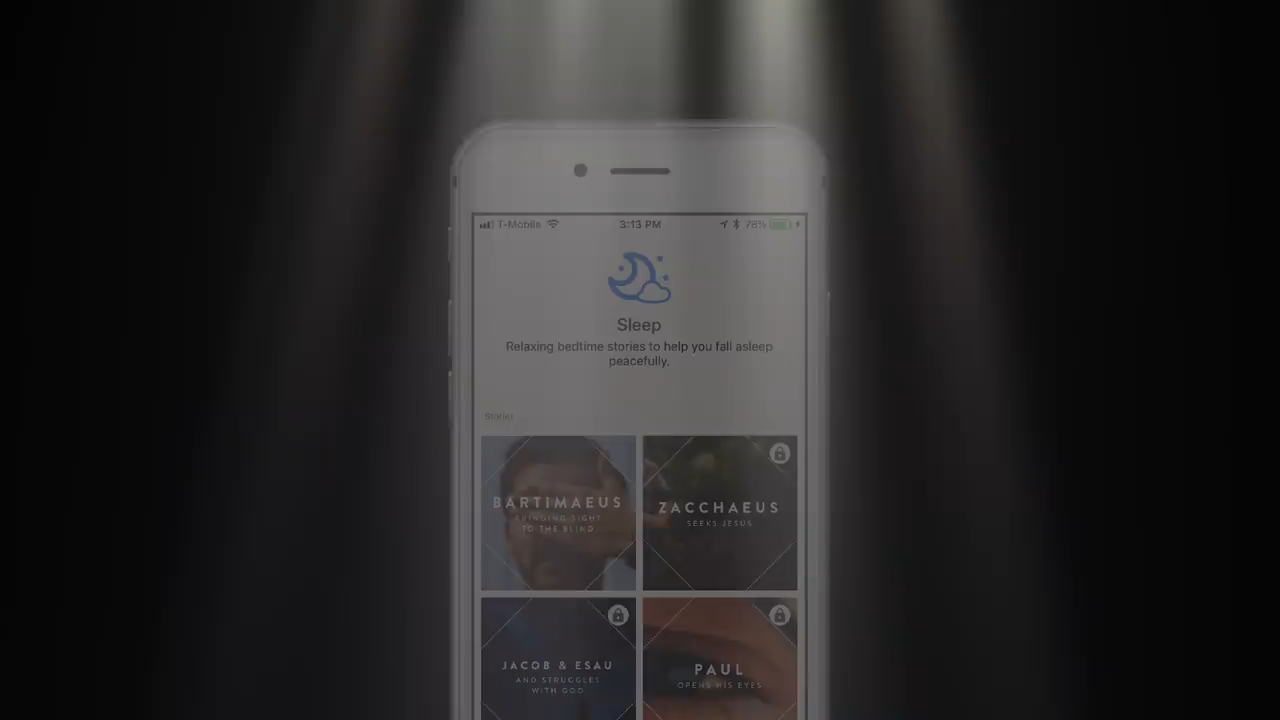 T-Mobile 3:13 PM 78%
Sleep
Relaxing bedtime stories to help you fall asleep
peacefully.
Stories
BARTIMAEUS
BRINGING SIGHT
TO THE BLIND
ZACCHAEUS
SEEKS JESUS
JACOB & ESAU
AND STRUGGLES
WITH GOD
PAUL
OPENS HIS EYES